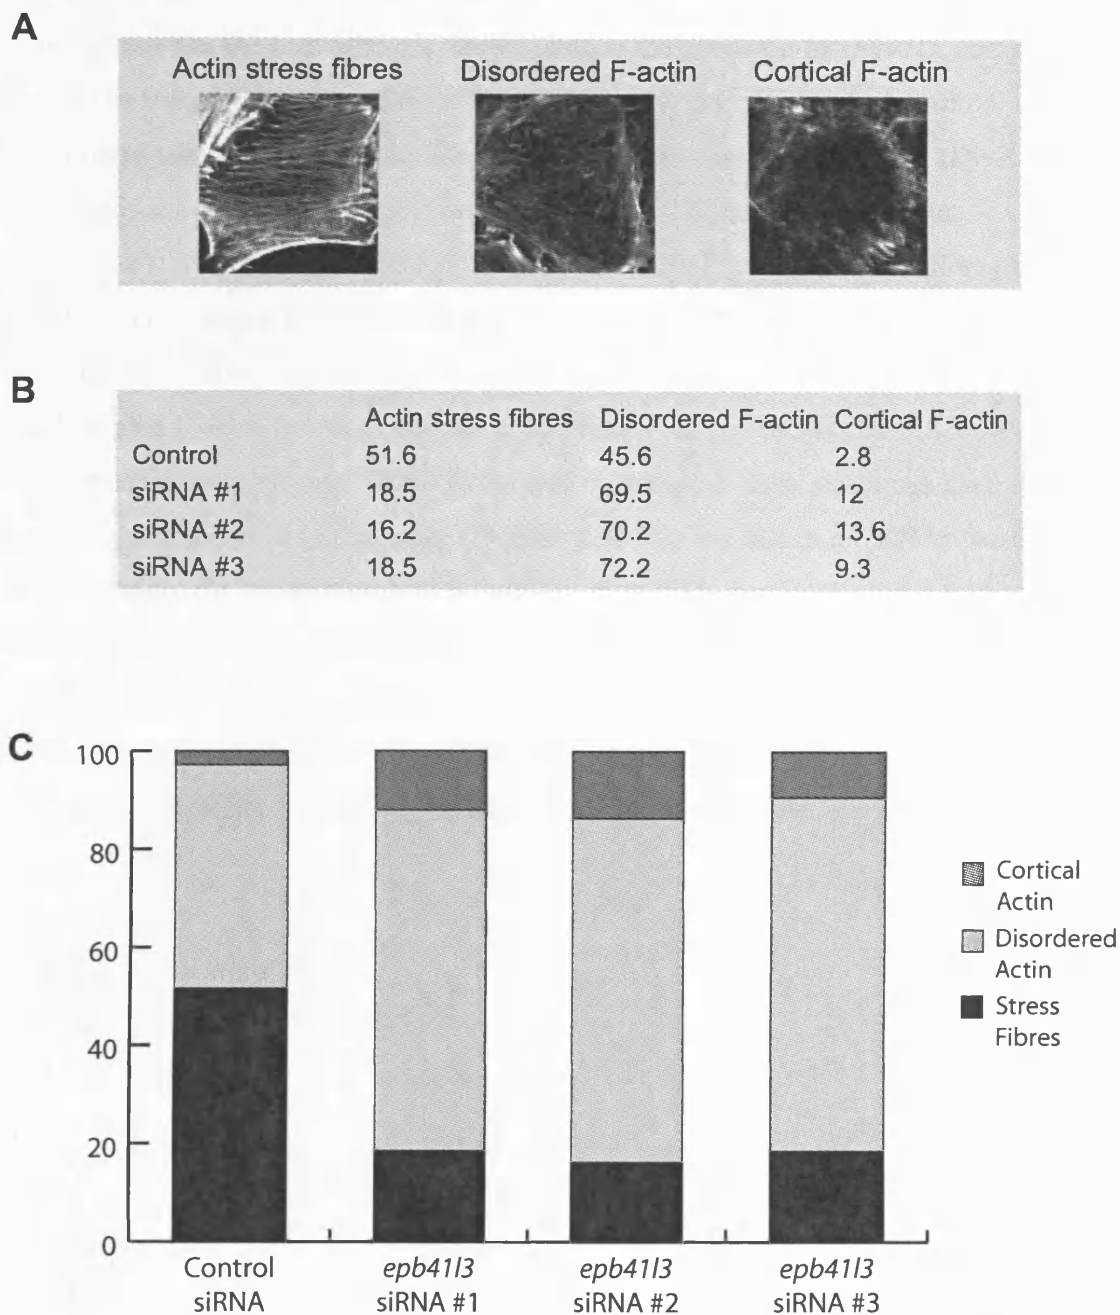 A
Actin stress fibres Disordered F-actin Cortical F-actin
B
Actin stress fibres Disordered F-actin Cortical F-actin
Control 51.6 45.6 2.8
siRNA #1 18.5 69.5 12
siRNA #2 16.2 70.2 13.6
siRNA #3 18.5 72.2 9.3
C
100
80
60
40
20
0
Control siRNA
epb41l3 siRNA #1
epb41l3 siRNA #2
epb41l3 siRNA #3
Cortical
Actin
Disordered
Actin
Stress
Fibres